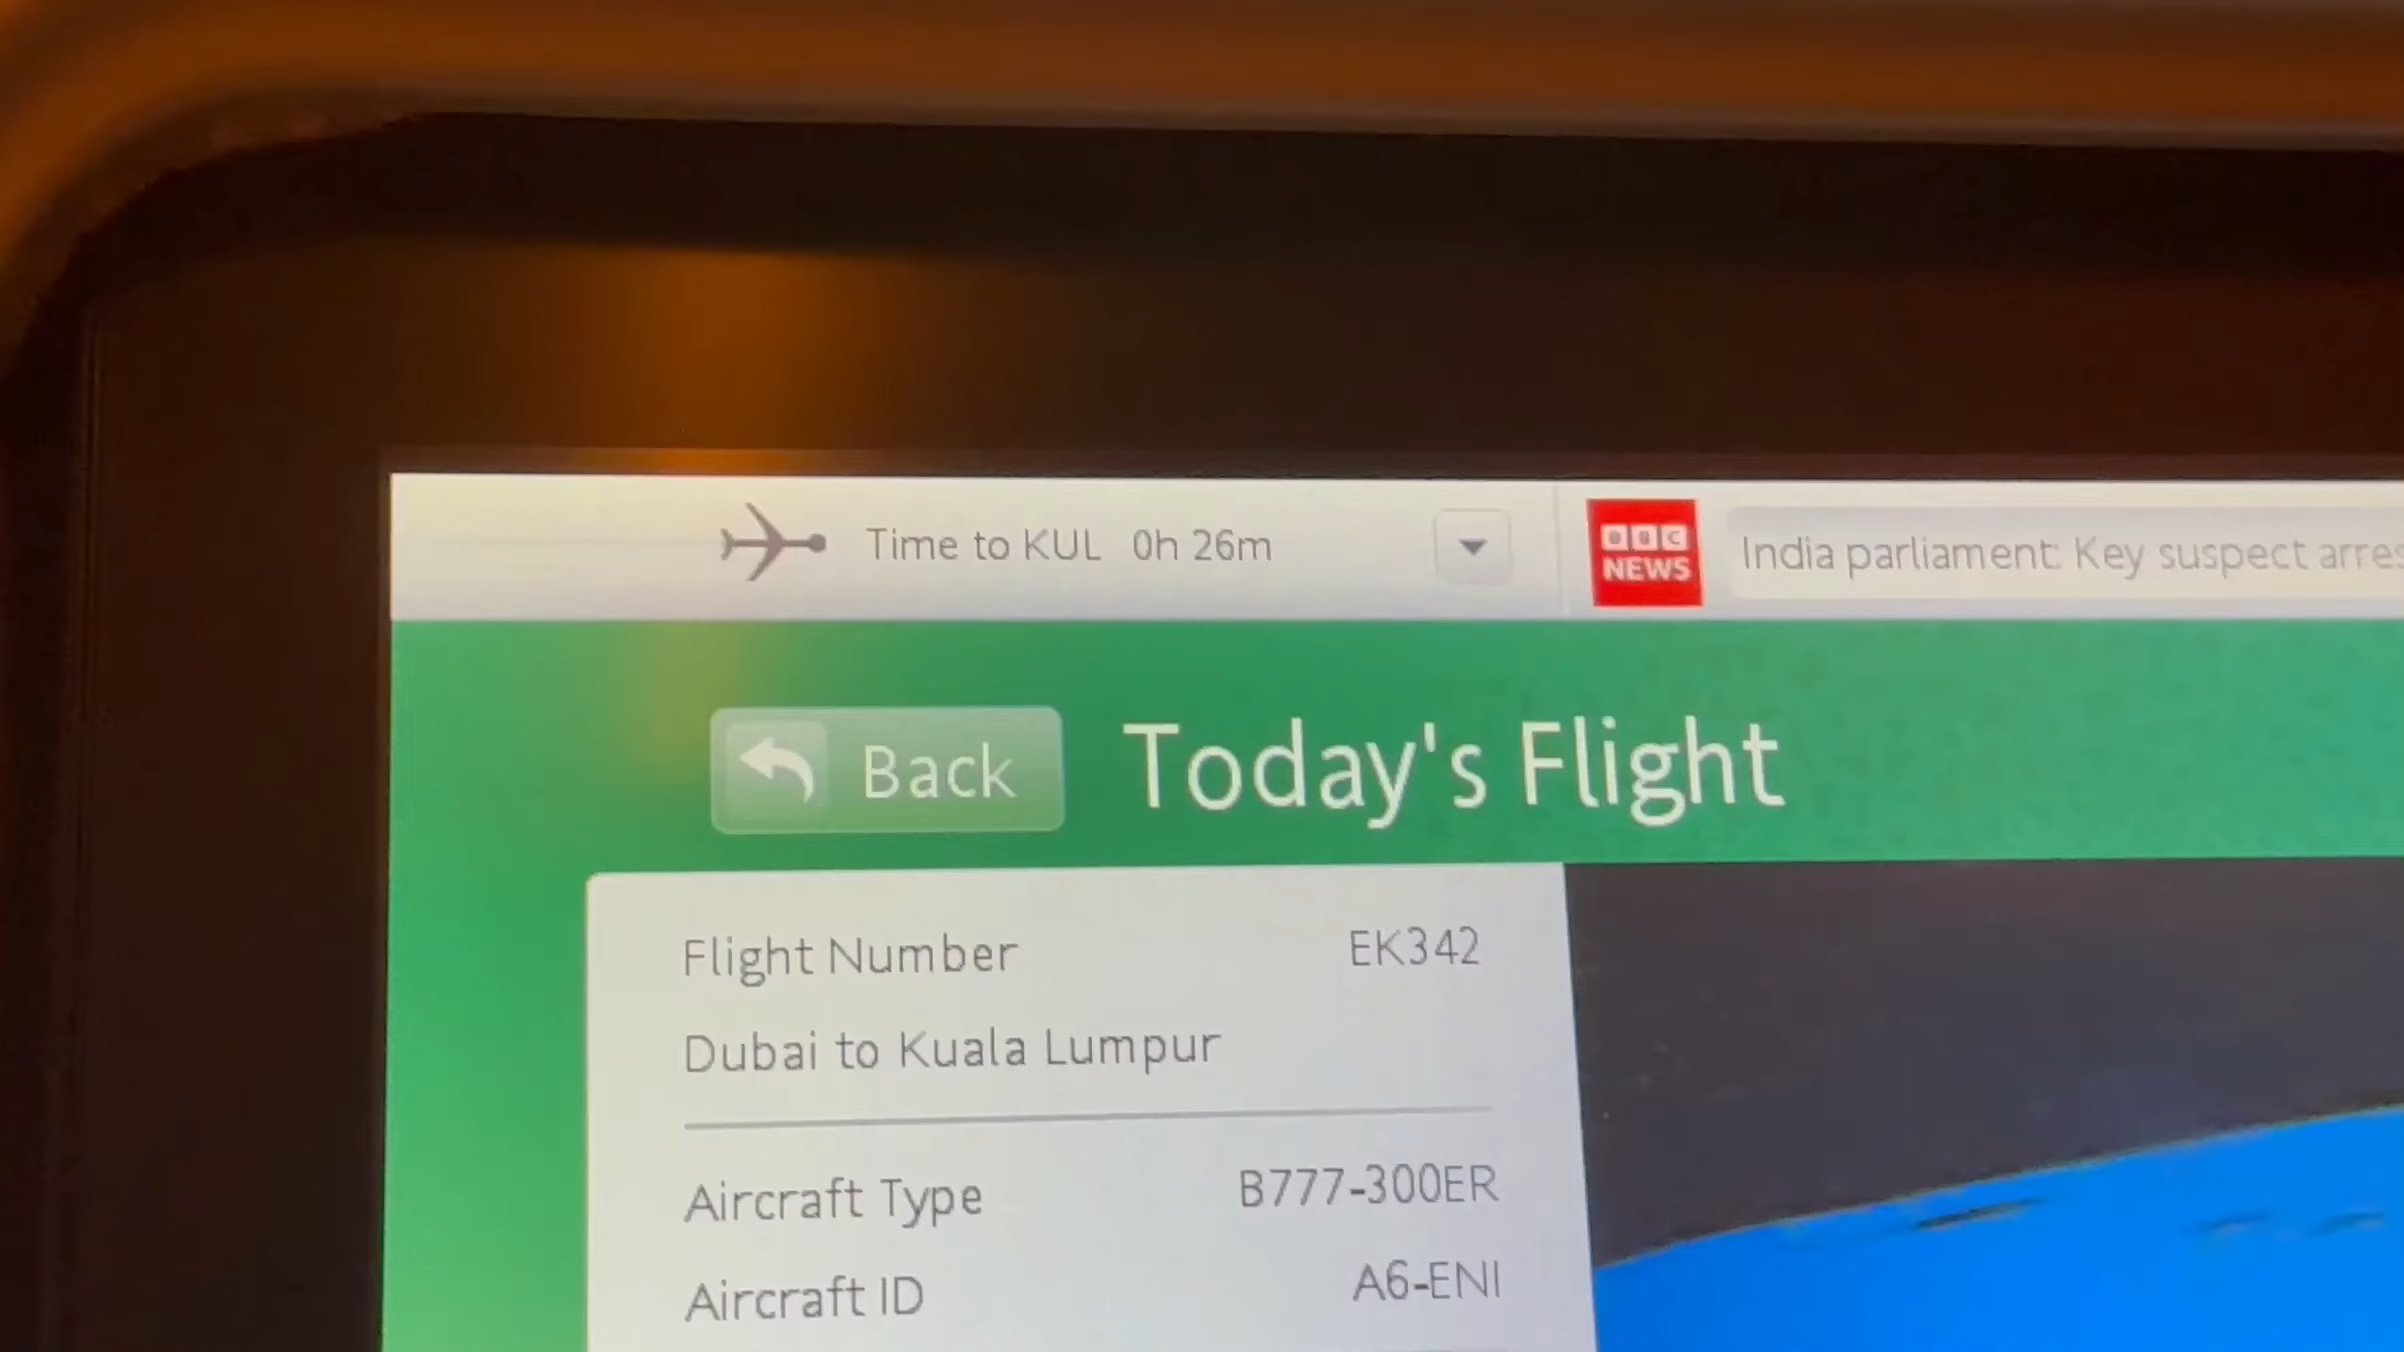 Time to KUL 0h 26m
BBC NEWS
India parliament: Key suspect
Back
Today's Flight
Flight Number EK342
Dubai to Kuala Lumpur
Aircraft Type B777-300ER
Aircraft ID A6-ENI